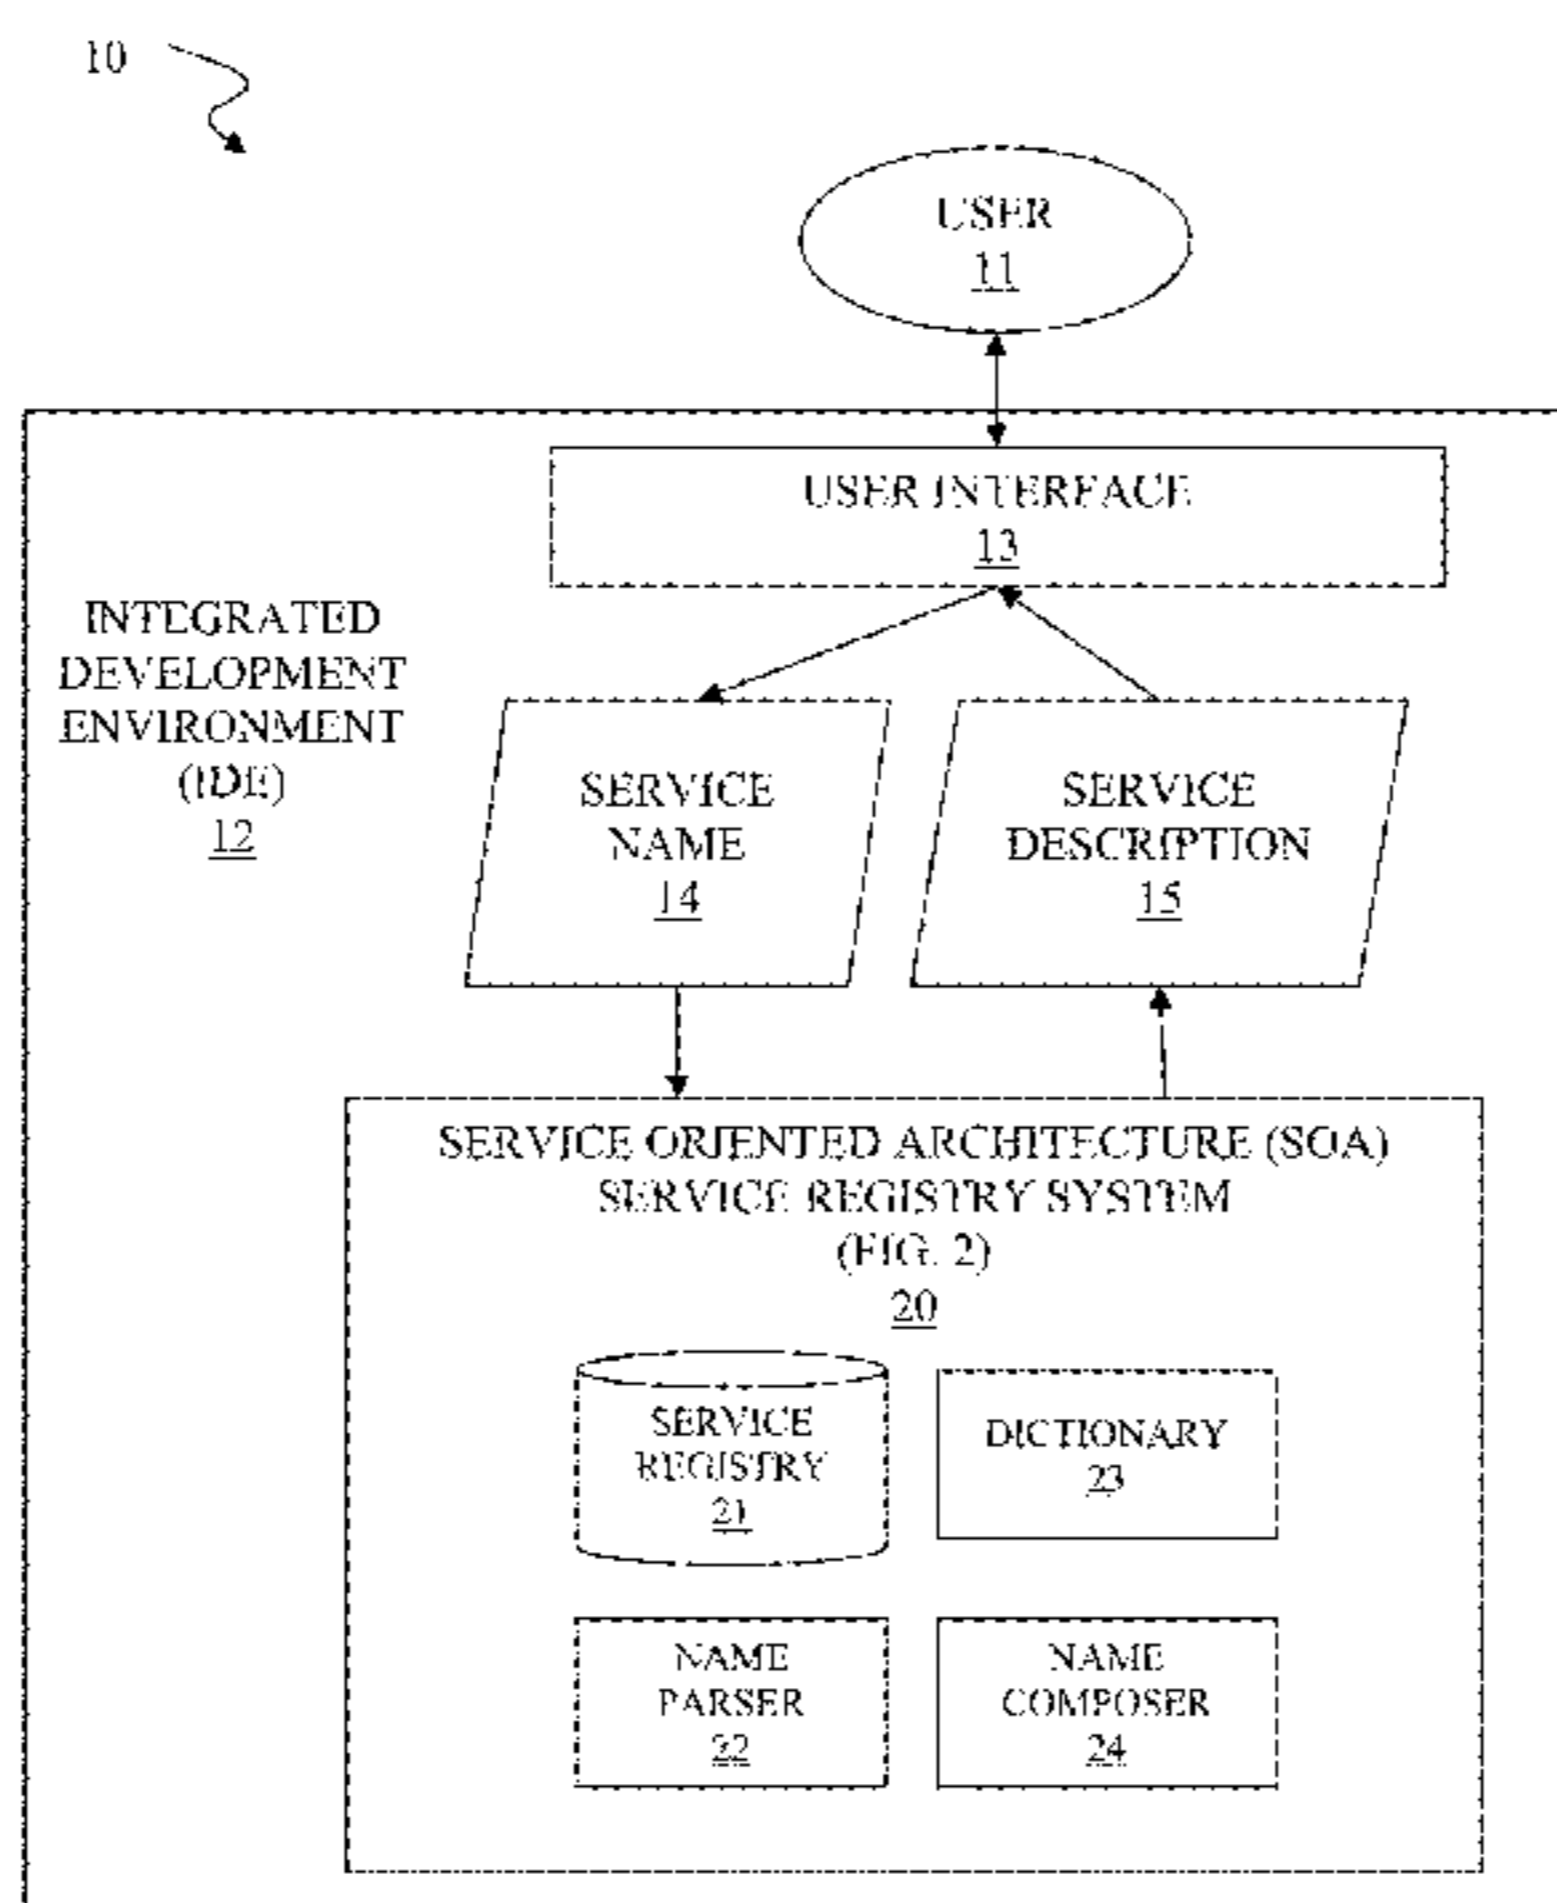 10
USER
11
USER INTERFACE
13
INTEGRATED
DEVELOPMENT
ENVIRONMENT
(IDE)
12
SERVICE
NAME
14
SERVICE
DESCRIPTION
15
SERVICE ORIENTED ARCHITECTURE (SOA)
SERVICE REGISTRY SYSTEM
(FIG. 2)
20
SERVICE
REGISTRY
21
DICTIONARY
23
NAME
PARSER
22
NAME
COMPOSER
24